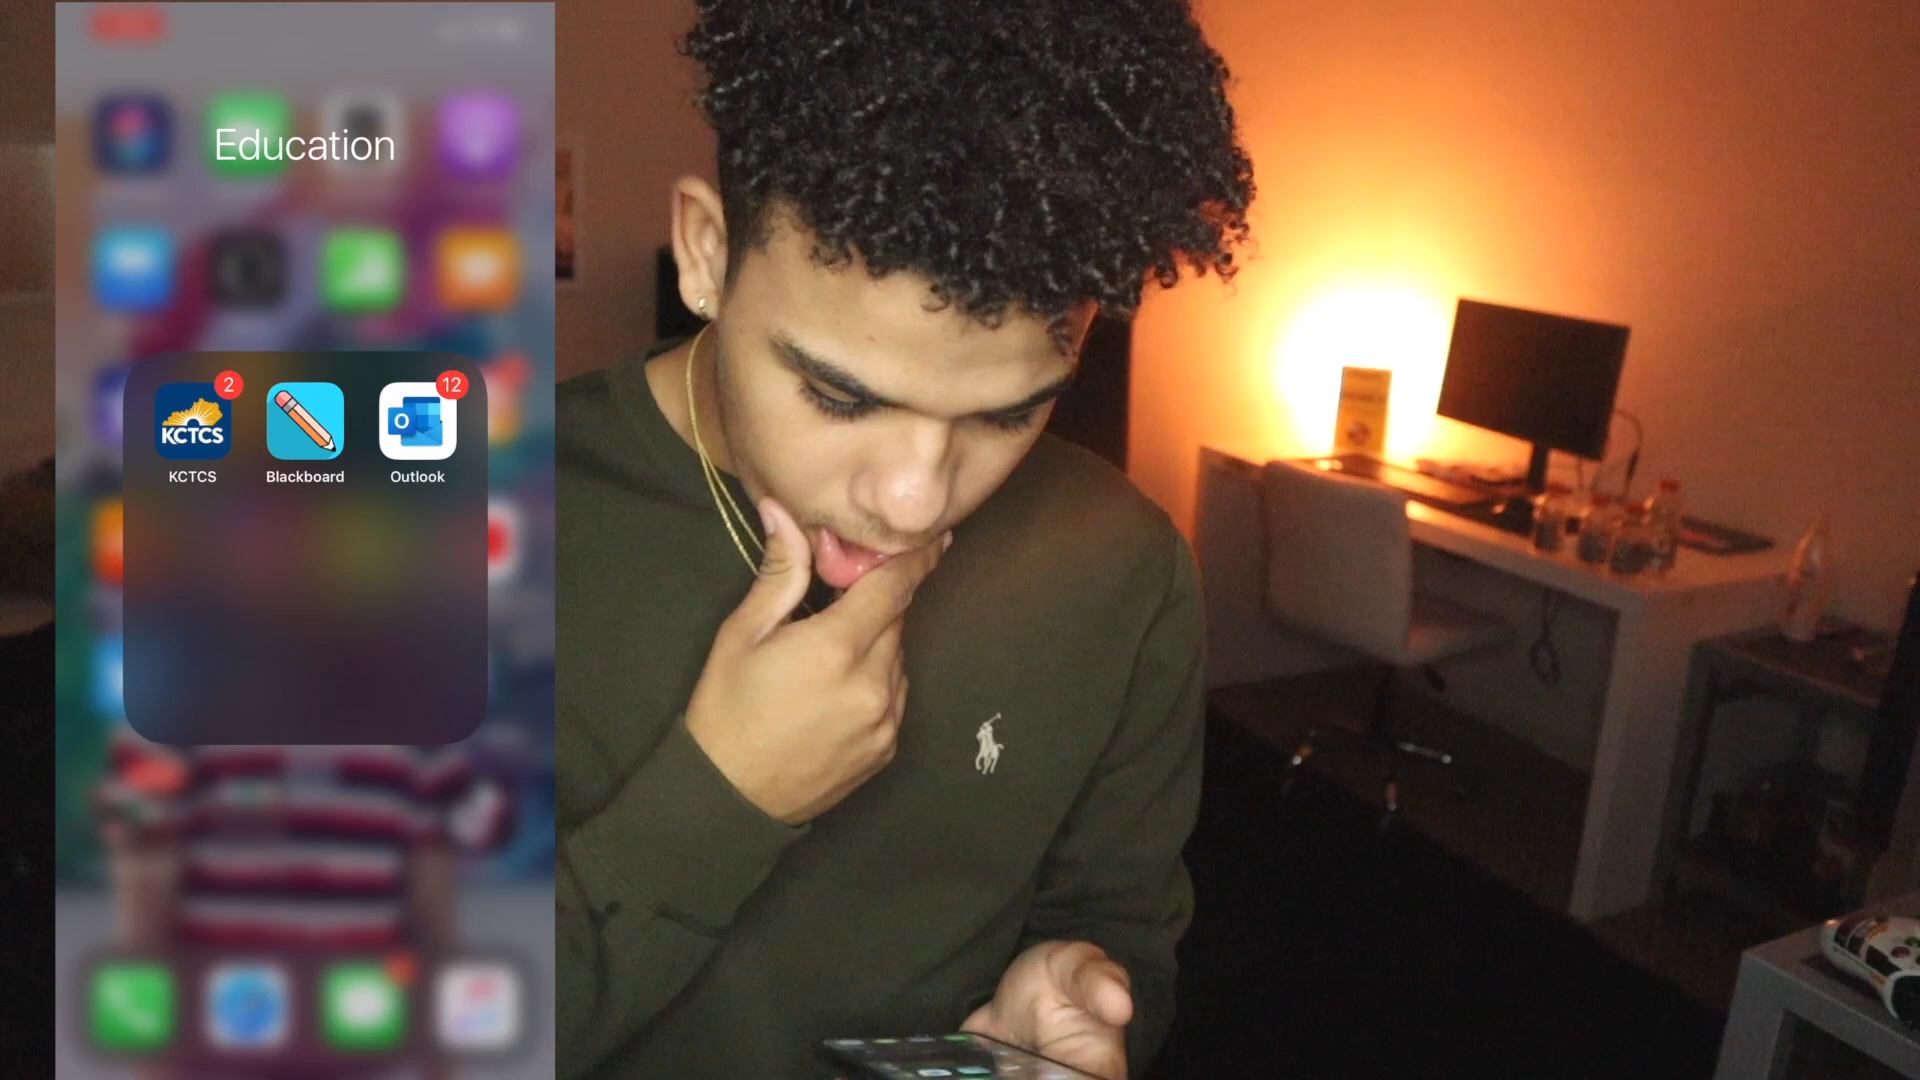 Education
2
12
KCTCS
O
KCTCS
Blackboard
Outlook